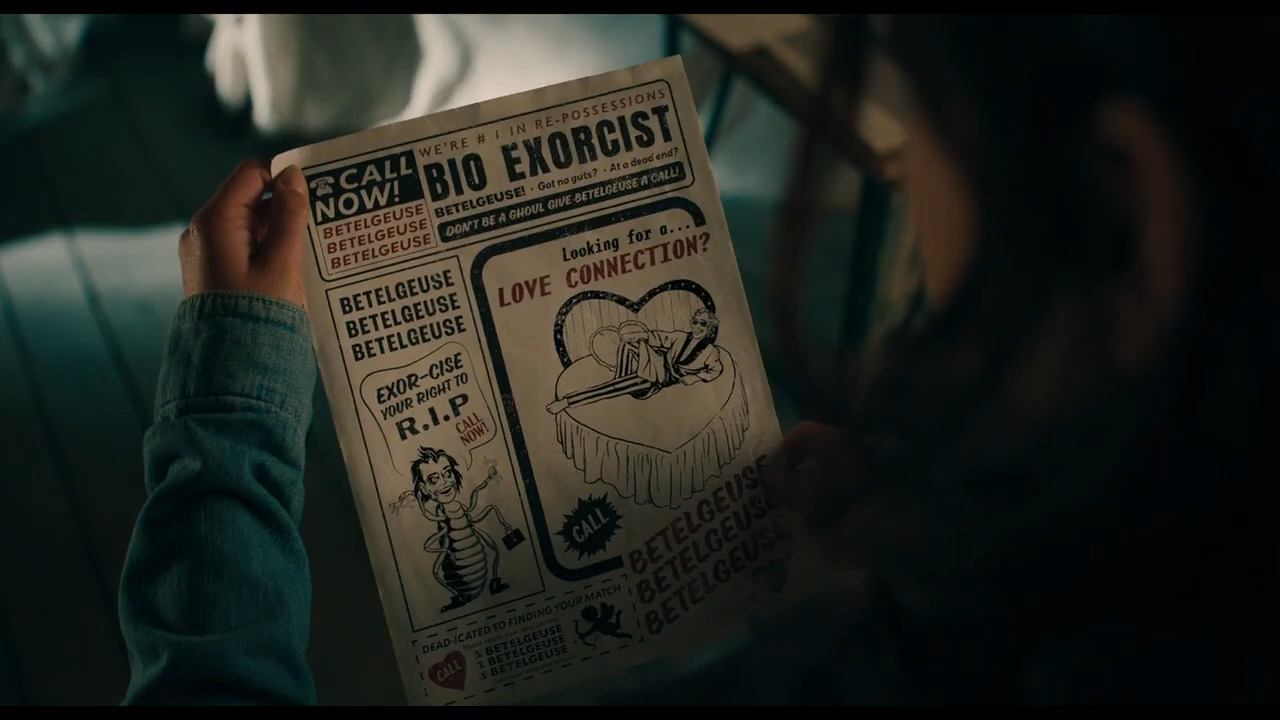 CALL
NOW!
BETELGEUSE
BETELGEUSE
BETELGEUSE
WE'RE # 1 IN RE-POSSESSIONS
BIO EXORCIST
BETELGEUSE! · Got no guts? · At a dead end?
DON'T BE A GHOUL GIVE BETELGEUSE A CALL!
BETELGEUSE
BETELGEUSE
BETELGEUSE
EXOR-CISE
YOUR RIGHT TO
R.I.P
CALL
NOW!
Looking for a...
LOVE CONNECTION?
CALL
BETELGEUSE
BETELGEUSE
BETELGEUSE
DEAD-ICATED TO FINDING YOUR MATCH
CALL
BETELGEUSE
BETELGEUSE
BETELGEUSE